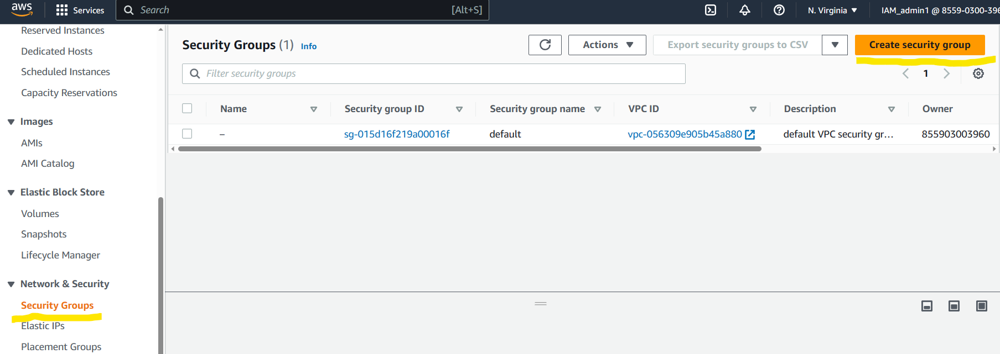 aws Services Search [Alt+S] N. Virginia IAM_admin1 @ 8559-0300-396
Reserved Instances
Dedicated Hosts
Scheduled Instances
Capacity Reservations
Images
AMIs
AMI Catalog
Elastic Block Store
Volumes
Snapshots
Lifecycle Manager
Network & Security
Security Groups
Elastic IPs
Placement Groups
Security Groups (1) Info Actions Export security groups to CSV Create security group
Filter security groups 1
Name Security group ID Security group name VPC ID Description Owner
– sg-015d16f219a00016f default vpc-056309e905b45a880 default VPC security gr... 855903003960